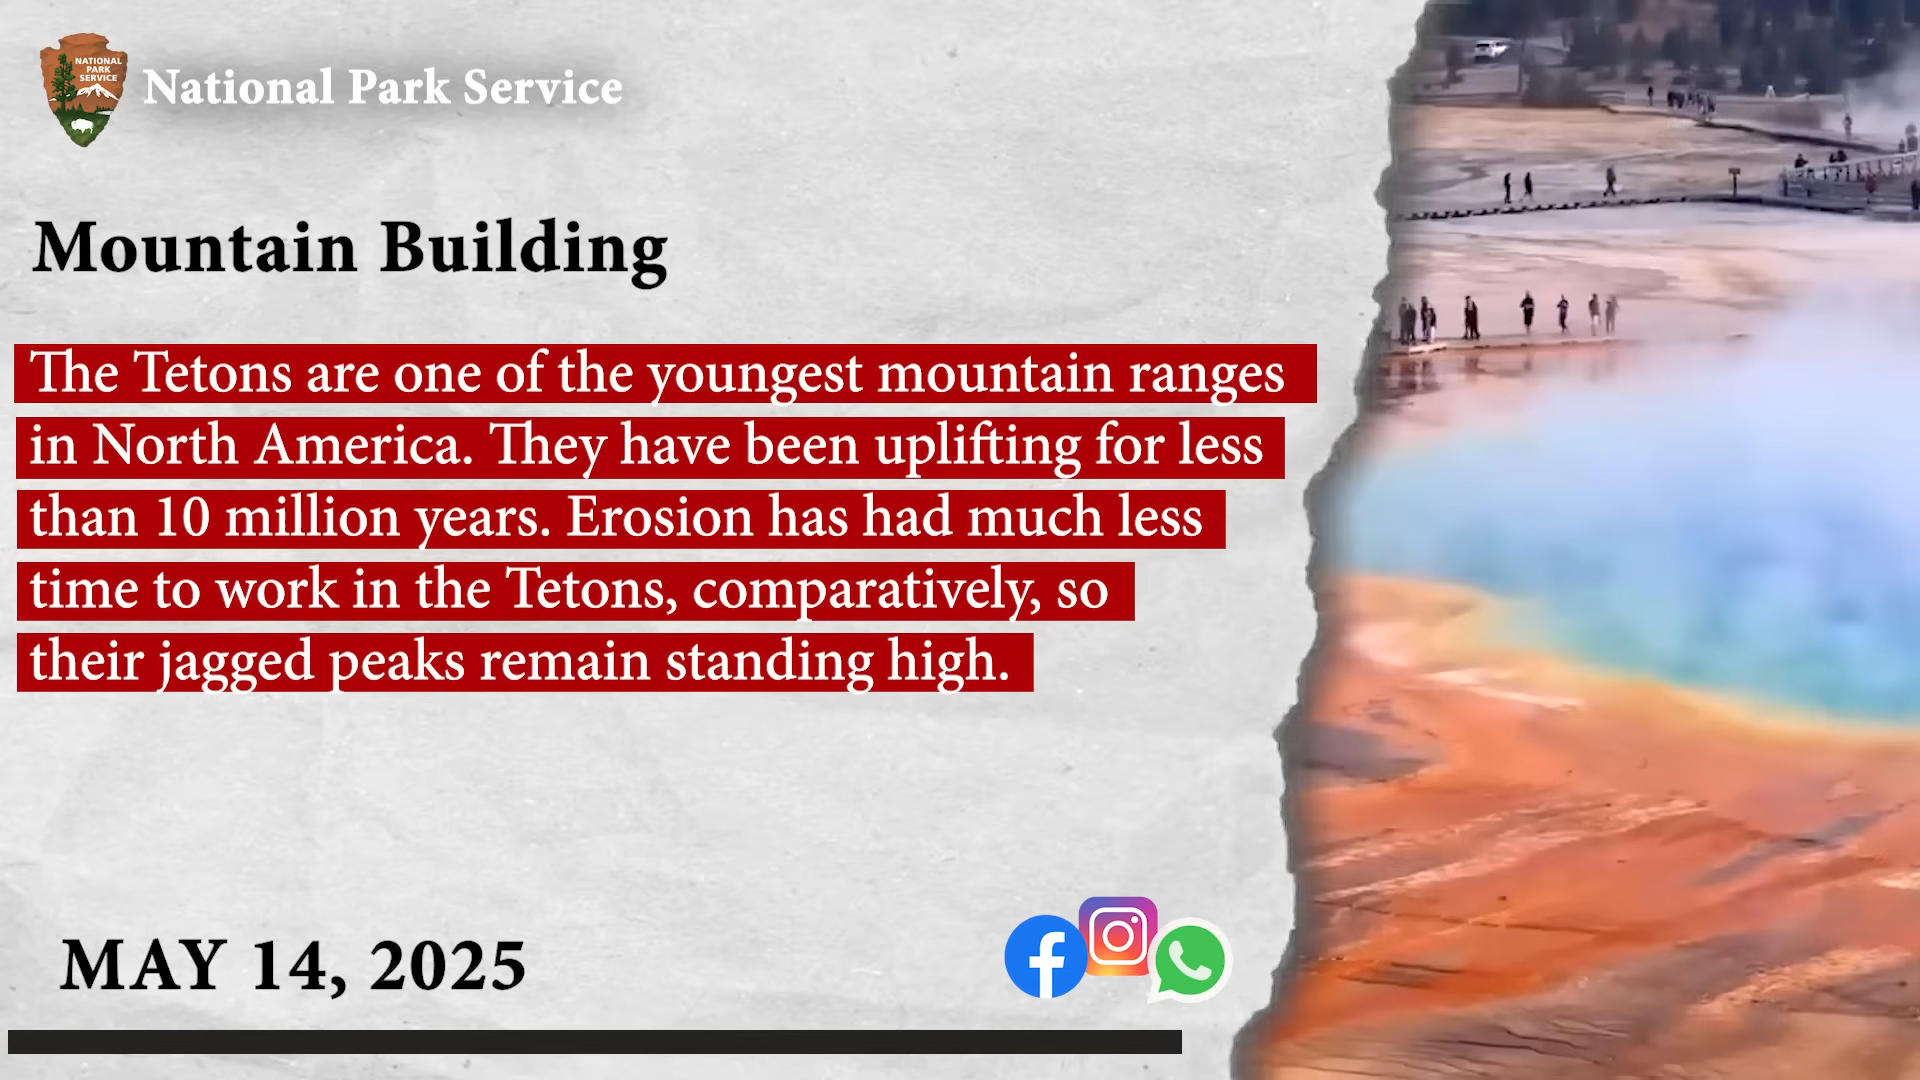 NATIONAL
PARK
SERVICE
National Park Service
Mountain Building
The Tetons are one of the youngest mountain ranges
in North America. They have been uplifting for less
than 10 million years. Erosion has had much less
time to work in the Tetons, comparatively, so
their jagged peaks remain standing high.
MAY 14, 2025